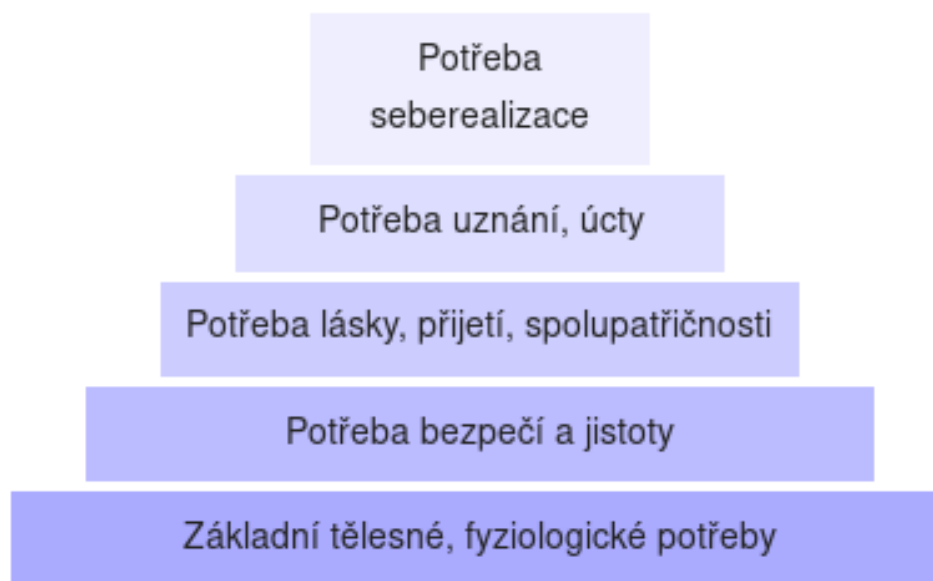 Potřeba
seberealizace
Potřeba uznání, úcty
Potřeba lásky, přijetí, spolupatřičnosti
Potřeba bezpečí a jistoty
Základní tělesné, fyziologické potřeby